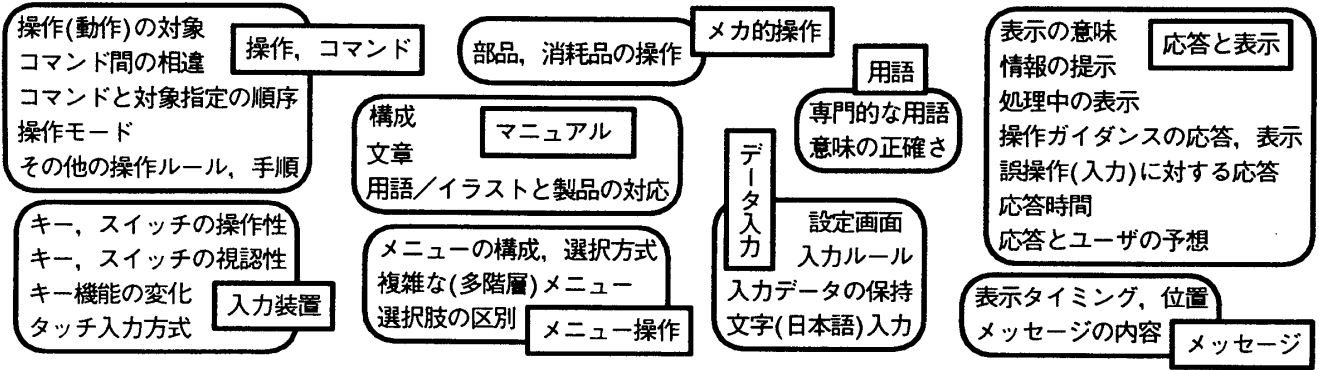 操作(動作)の対象
コマンド間の相違
コマンドと対象指定の順序
操作モード
その他の操作ルール，手順
操作，コマンド
キー，スイッチの操作性
キー，スイッチの視認性
キー機能の変化
タッチ入力方式
入力装置
部品，消耗品の操作
メカ的操作
構成
文章
用語／イラストと製品の対応
マニュアル
メニューの構成，選択方式
複雑な(多階層)メニュー
選択肢の区別
メニュー操作
用語
専門的な用語
意味の正確さ
データ入力
設定画面
入力ルール
入力データの保持
文字(日本語)入力
表示の意味
情報の提示
処理中の表示
操作ガイダンスの応答，表示
誤操作(入力)に対する応答
応答時間
応答とユーザの予想
応答と表示
表示タイミング，位置
メッセージの内容
メッセージ